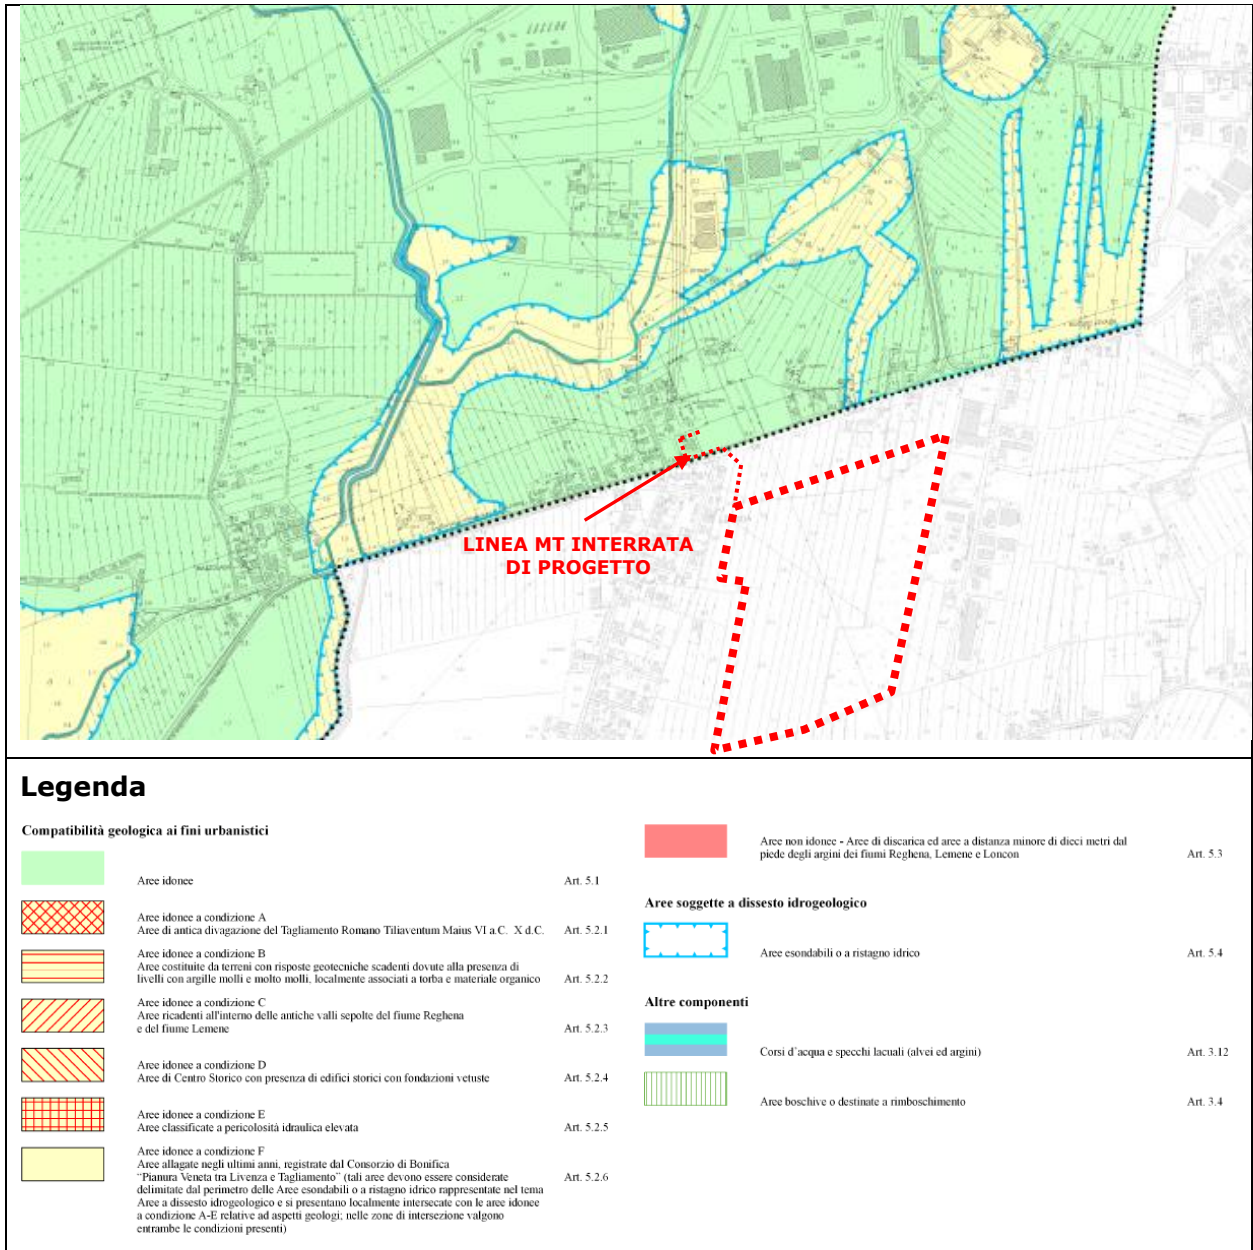 LINEA MT INTERRATA
DI PROGETTO
Legenda
Compatibilità geologica ai fini urbanistici
Aree idonee Art. 5.1
Aree idonee a condizione A
Aree di antica divagazione del Tagliamento Romano Tiliaventum Maius VI a.C. X d.C. Art. 5.2.1
Aree idonee a condizione B
Aree costituite da terreni con risposte geotecniche scadenti dovute alla presenza di
livelli con argille molli e molto molli, localmente associati a torba e materiale organico Art. 5.2.2
Aree idonee a condizione C
Aree ricadenti all'interno delle antiche valli sepolte del fiume Reghena
e del fiume Lemene Art. 5.2.3
Aree idonee a condizione D
Aree di Centro Storico con presenza di edifici storici con fondazioni vetuste Art. 5.2.4
Aree idonee a condizione E
Aree classificate a pericolosità idraulica elevata Art. 5.2.5
Aree idonee a condizione F
Aree allagate negli ultimi anni, registrate dal Consorzio di Bonifica
"Pianura Veneta tra Livenza e Tagliamento" (tali aree devono essere considerate Art. 5.2.6
delimitate dal perimetro delle Aree esondabili o a ristagno idrico rappresentate nel tema
Aree a dissesto idrogeologico e si presentano localmente intersecate con le aree idonee
a condizione A-E relative ad aspetti geologi; nelle zone di intersezione valgono
entrambe le condizioni presenti)
Aree non idonee - Aree di discarica ed aree a distanza minore di dieci metri dal
piede degli argini dei fiumi Reghena, Lemene e Loncon Art. 5.3
Aree soggette a dissesto idrogeologico
Aree esondabili o a ristagno idrico Art. 5.4
Altre componenti
Corsi d'acqua e specchi lacuali (alvei ed argini) Art. 3.12
Aree boschive o destinate a rimboschimento Art. 3.4